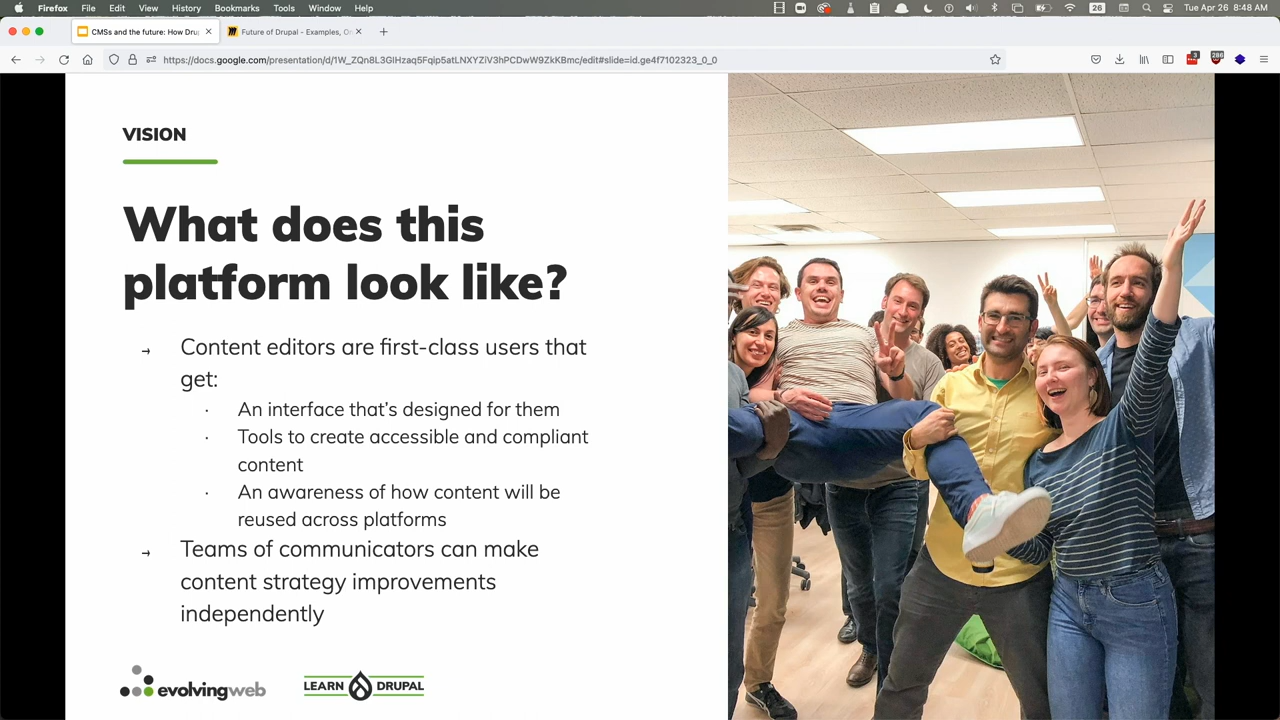 Firefox File Edit View History Bookmarks Tools Window Help 26 Tue Apr 26 8:48 AM
CMSs and the future: How Dru
Future of Drupal - Examples, O
https://docs.google.com/presentation/d/1W_ZQn8L3GIHzaq5Fqip5atLNXYZiV3hPCDwW9ZkKBmc/edit#slide=id.ge4f7102323_0_0
3
286
VISION
What does this
platform look like?
→ Content editors are first-class users that
get:
· An interface that's designed for them
· Tools to create accessible and compliant
content
· An awareness of how content will be
reused across platforms
→ Teams of communicators can make
content strategy improvements
independently
evolvingweb
LEARN DRUPAL